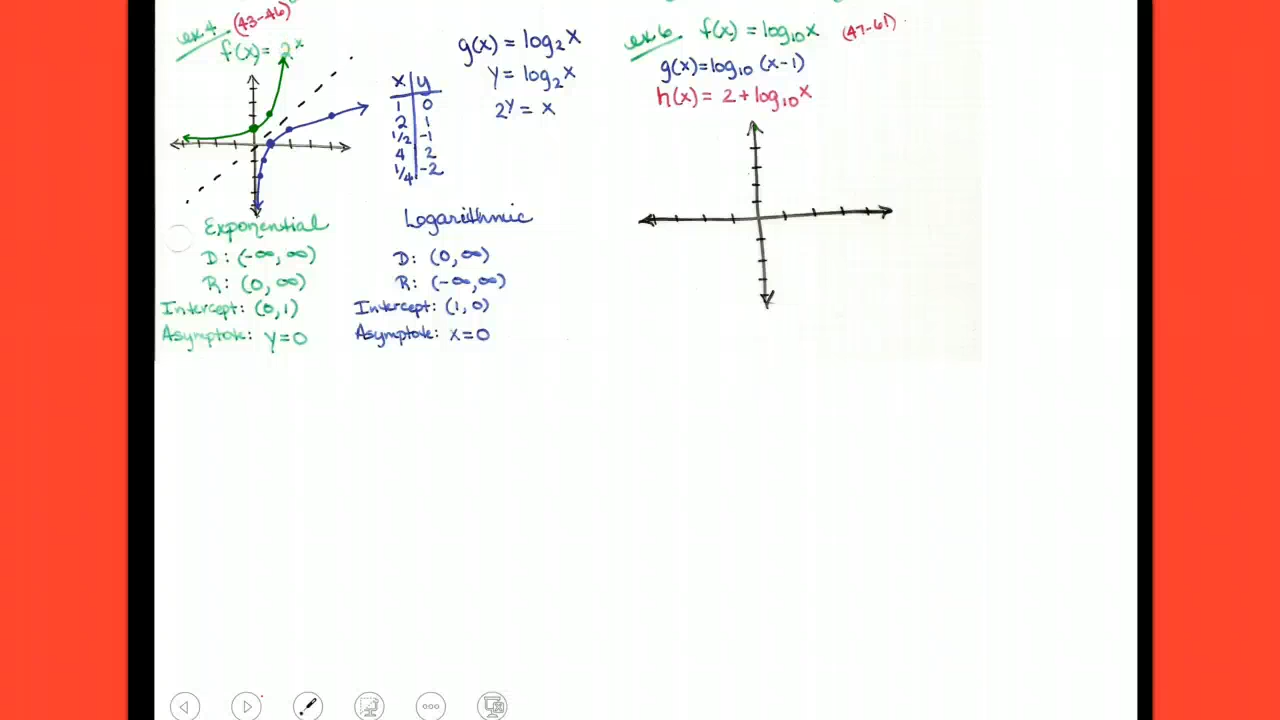 ex.4 (43-46)
f(x) = 2ˣ
g(x) = log₂x
y = log₂x
2ʸ = x
x | y
1 | 0
2 | 1
1/2 | -1
4 | 2
1/4 | -2
Exponential
D: (-∞, ∞)
R: (0, ∞)
Intercept: (0, 1)
Asymptote: y=0
Logarithmic
D: (0, ∞)
R: (-∞, ∞)
Intercept: (1, 0)
Asymptote: x=0
ex.6 f(x) = log₁₀x (47-61)
g(x) = log₁₀ (x-1)
h(x) = 2 + log₁₀x